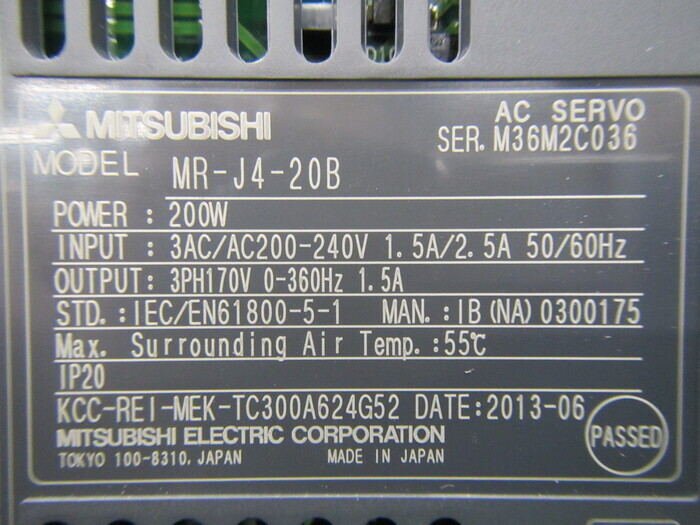 MITSUBISHI
AC SERVO
MODEL MR-J4-20B
SER. M36M2C036
POWER : 200W
INPUT : 3AC/AC200-240V 1.5A/2.5A 50/60Hz
OUTPUT: 3PH170V 0-360Hz 1.5A
STD.:IEC/EN61800-5-1 MAN.:IB(NA)0300175
Max. Surrounding Air Temp.:55℃
IP20
KCC-REI-MEK-TC300A624G52 DATE:2013-06
PASSED
MITSUBISHI ELECTRIC CORPORATION
TOKYO 100-8310, JAPAN MADE IN JAPAN